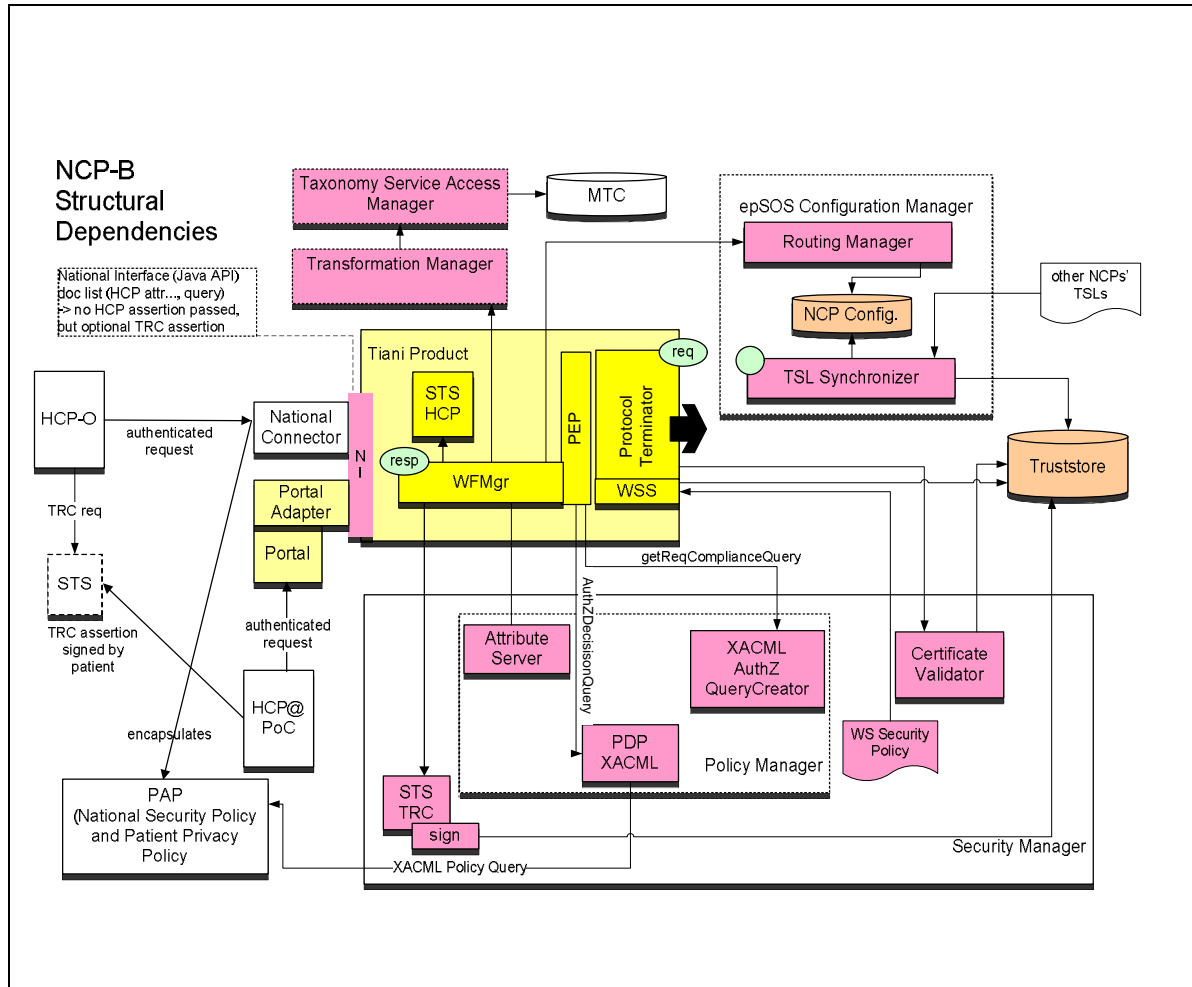 NCP-B
Structural
Dependencies
Taxonomy Service Access
Manager
MTC
epSOS Configuration Manager
Routing Manager
Transformation Manager
National Interface (Java API)
doc list (HCP attr..., query)
-> no HCP assertion passed,
but optional TRC assertion
other NCPs'
TSLs
NCP Config.
TSL Synchronizer
Tiani Product
req
STS
HCP
PEP
Protocol
Terminator
HCP-O
authenticated
request
National
Connector
N
I
resp
WFMgr
WSS
Truststore
Portal
Adapter
Portal
TRC req
STS
TRC assertion
signed by
patient
authenticated
request
getReqComplianceQuery
AuthZDecisisonQuery
Attribute
Server
XACML
AuthZ
QueryCreator
Certificate
Validator
HCP@
PoC
encapsulates
PDP
XACML
Policy Manager
WS Security
Policy
PAP
(National Security Policy
and Patient Privacy
Policy
STS
TRC
sign
Security Manager
XACML Policy Query